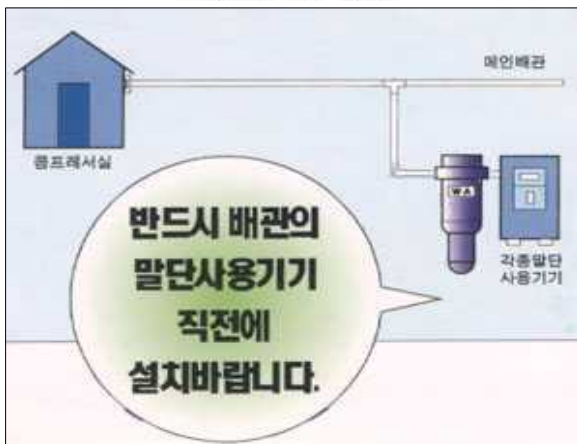 메인배관
콤프레서실
WA
각종말단
사용기기
반드시 배관의
말단사용기기
직전에
설치바랍니다.